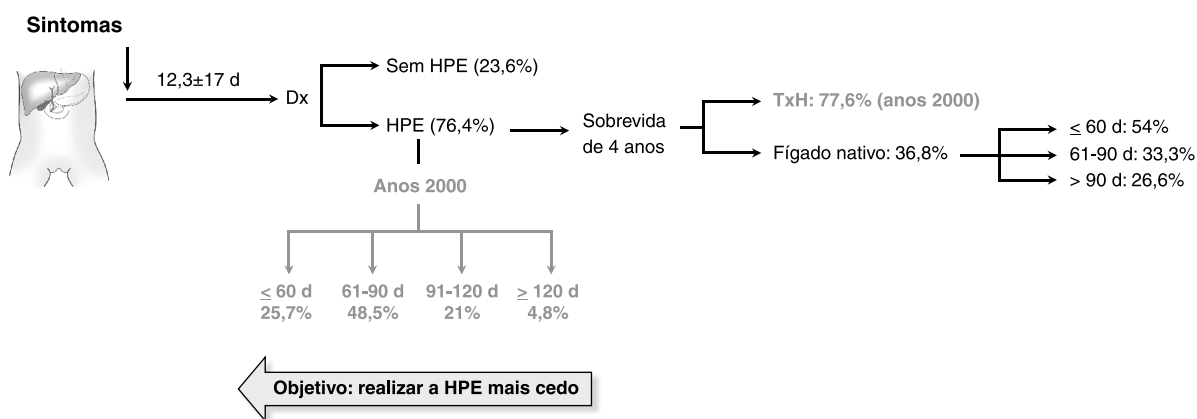 Sintomas
12,3±17 d
Dx
Sem HPE (23,6%)
HPE (76,4%)
Sobrevida
de 4 anos
TxH: 77,6% (anos 2000)
Fígado nativo: 36,8%
≤ 60 d: 54%
61-90 d: 33,3%
> 90 d: 26,6%
Anos 2000
≤ 60 d 61-90 d 91-120 d ≥ 120 d
25,7% 48,5% 21% 4,8%
Objetivo: realizar a HPE mais cedo